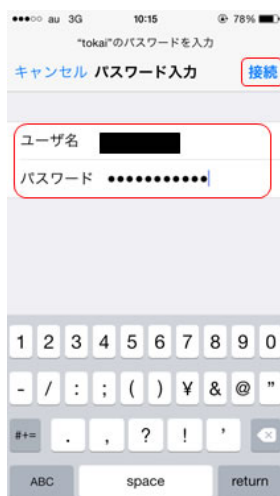 au 3G 10:15 78%
"tokai"のパスワードを入力
キャンセル パスワード入力 接続
ユーザ名
パスワード ●●●●●●●●●●●
1 2 3 4 5 6 7 8 9 0
- / : ; ( ) ¥ & @ "
#+= . , ? ! '
ABC space return